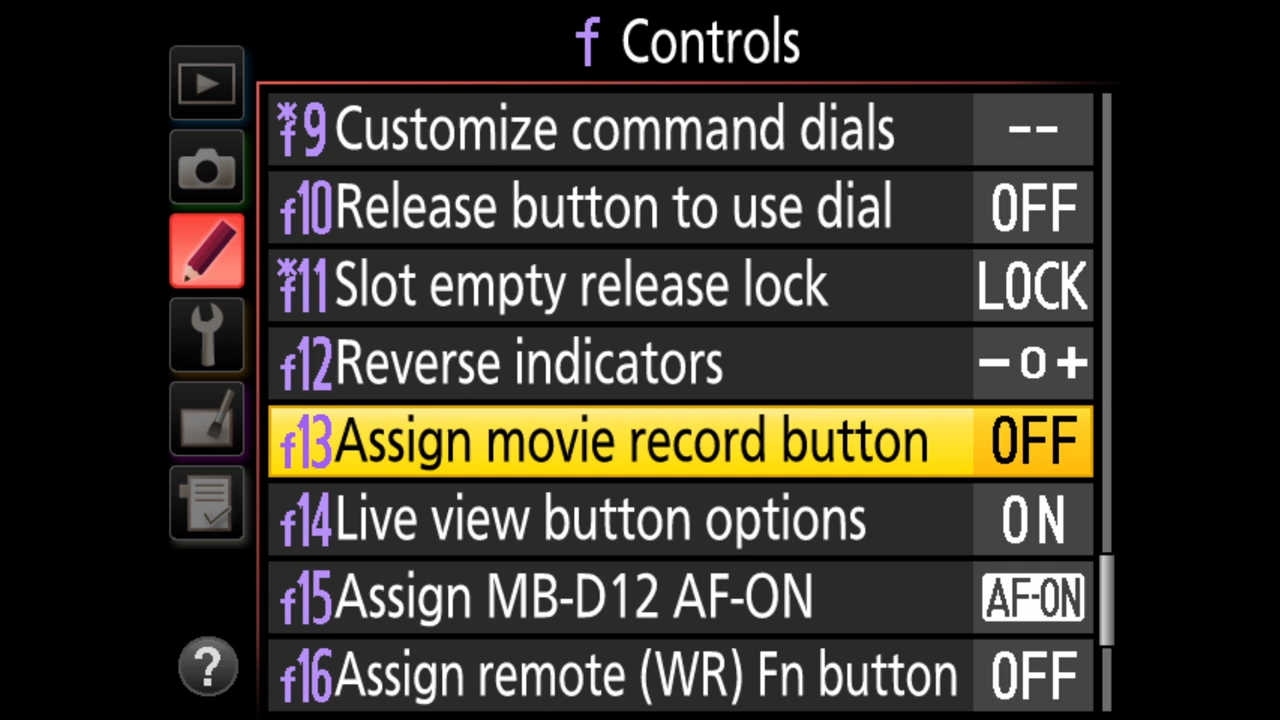 f Controls
*f9 Customize command dials --
f10 Release button to use dial OFF
*f11 Slot empty release lock LOCK
f12 Reverse indicators – o +
f13 Assign movie record button OFF
f14 Live view button options ON
f15 Assign MB-D12 AF-ON AF-ON
f16 Assign remote (WR) Fn button OFF
?